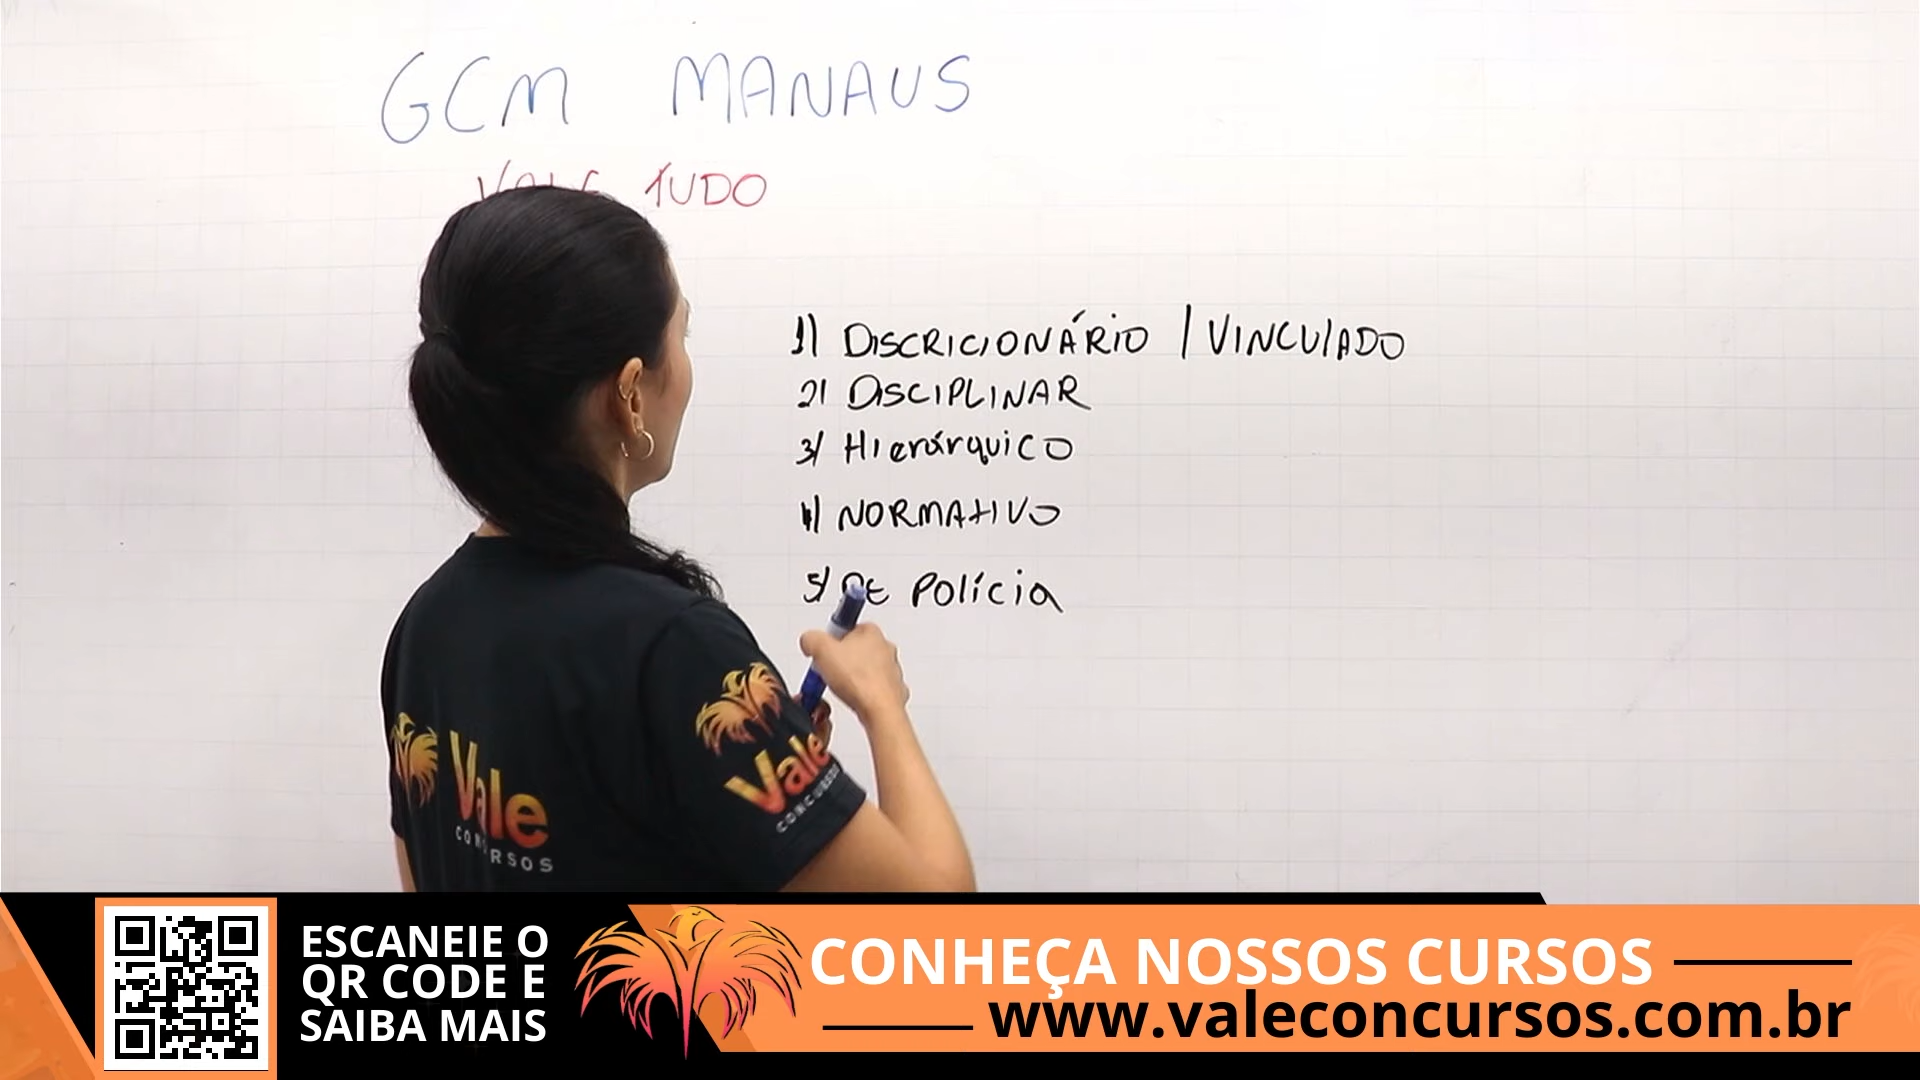 GCM MANAUS
VALE TUDO
1) DISCRICIONÁRIO / VINCULADO
2) DISCIPLINAR
3) Hierárquico
4) NORMATIVO
5) DE Polícia
Vale
CONCURSOS
Vale
CONCURSOS
ESCANEIE O
QR CODE E
SAIBA MAIS
CONHEÇA NOSSOS CURSOS
www.valeconcursos.com.br